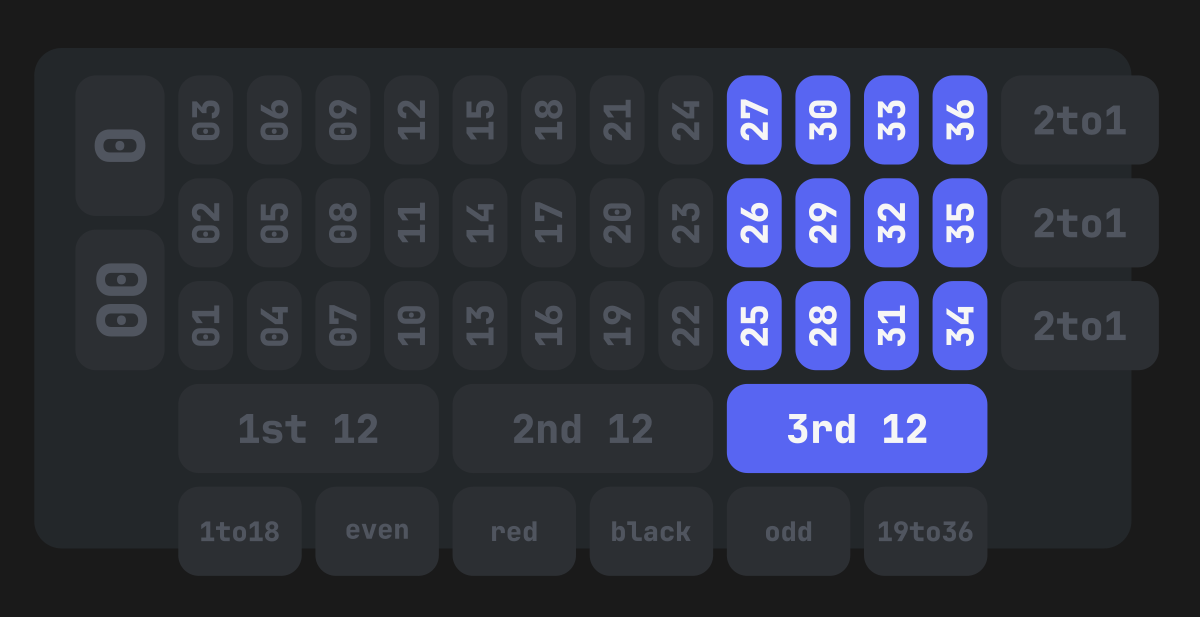 0 03 06 09 12 15 18 21 24 27 30 33 36 2to1
00 02 05 08 11 14 17 20 23 26 29 32 35 2to1
01 04 07 10 13 16 19 22 25 28 31 34 2to1
1st 12 2nd 12 3rd 12
1to18 even red black odd 19to36